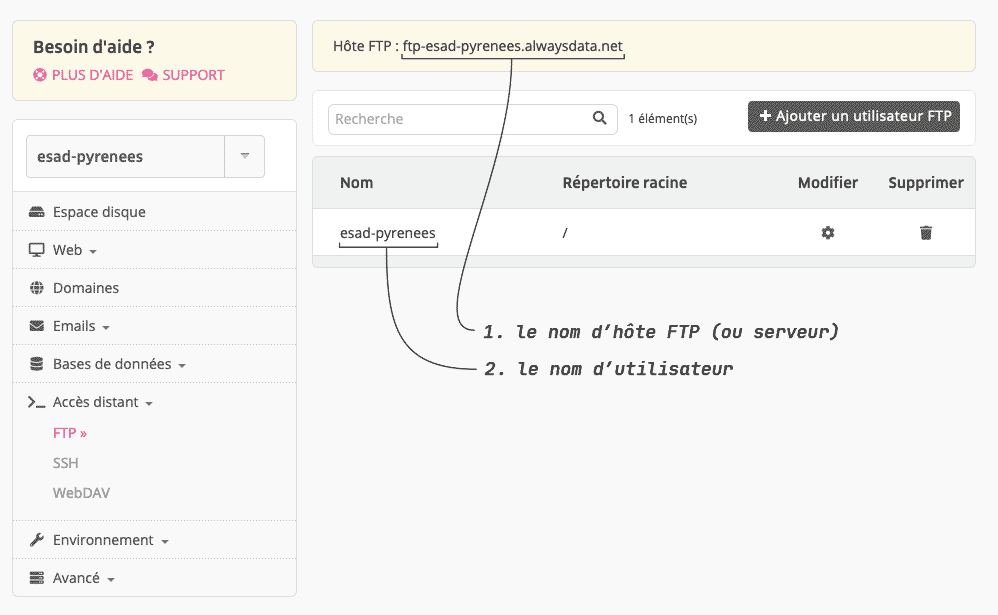 Besoin d'aide ?
PLUS D'AIDE SUPPORT
esad-pyrenees
Espace disque
Web
Domaines
Emails
Bases de données
Accès distant
FTP »
SSH
WebDAV
Environnement
Avancé
Hôte FTP : ftp-esad-pyrenees.alwaysdata.net
Recherche
1 élément(s)
Ajouter un utilisateur FTP
Nom Répertoire racine Modifier Supprimer
esad-pyrenees /
1. le nom d’hôte FTP (ou serveur)
2. le nom d’utilisateur